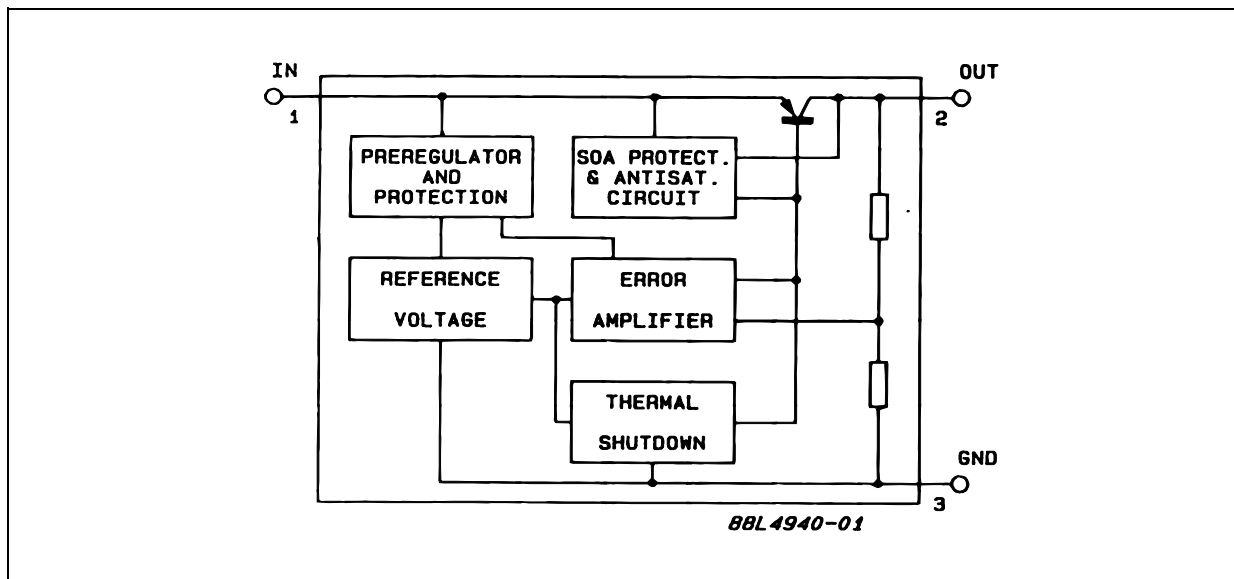 IN
OUT
1
2
PREREGULATOR
AND
PROTECTION
SOA PROTECT.
& ANTISAT.
CIRCUIT
REFERENCE
VOLTAGE
ERROR
AMPLIFIER
THERMAL
SHUTDOWN
GND
3
88L4940-01